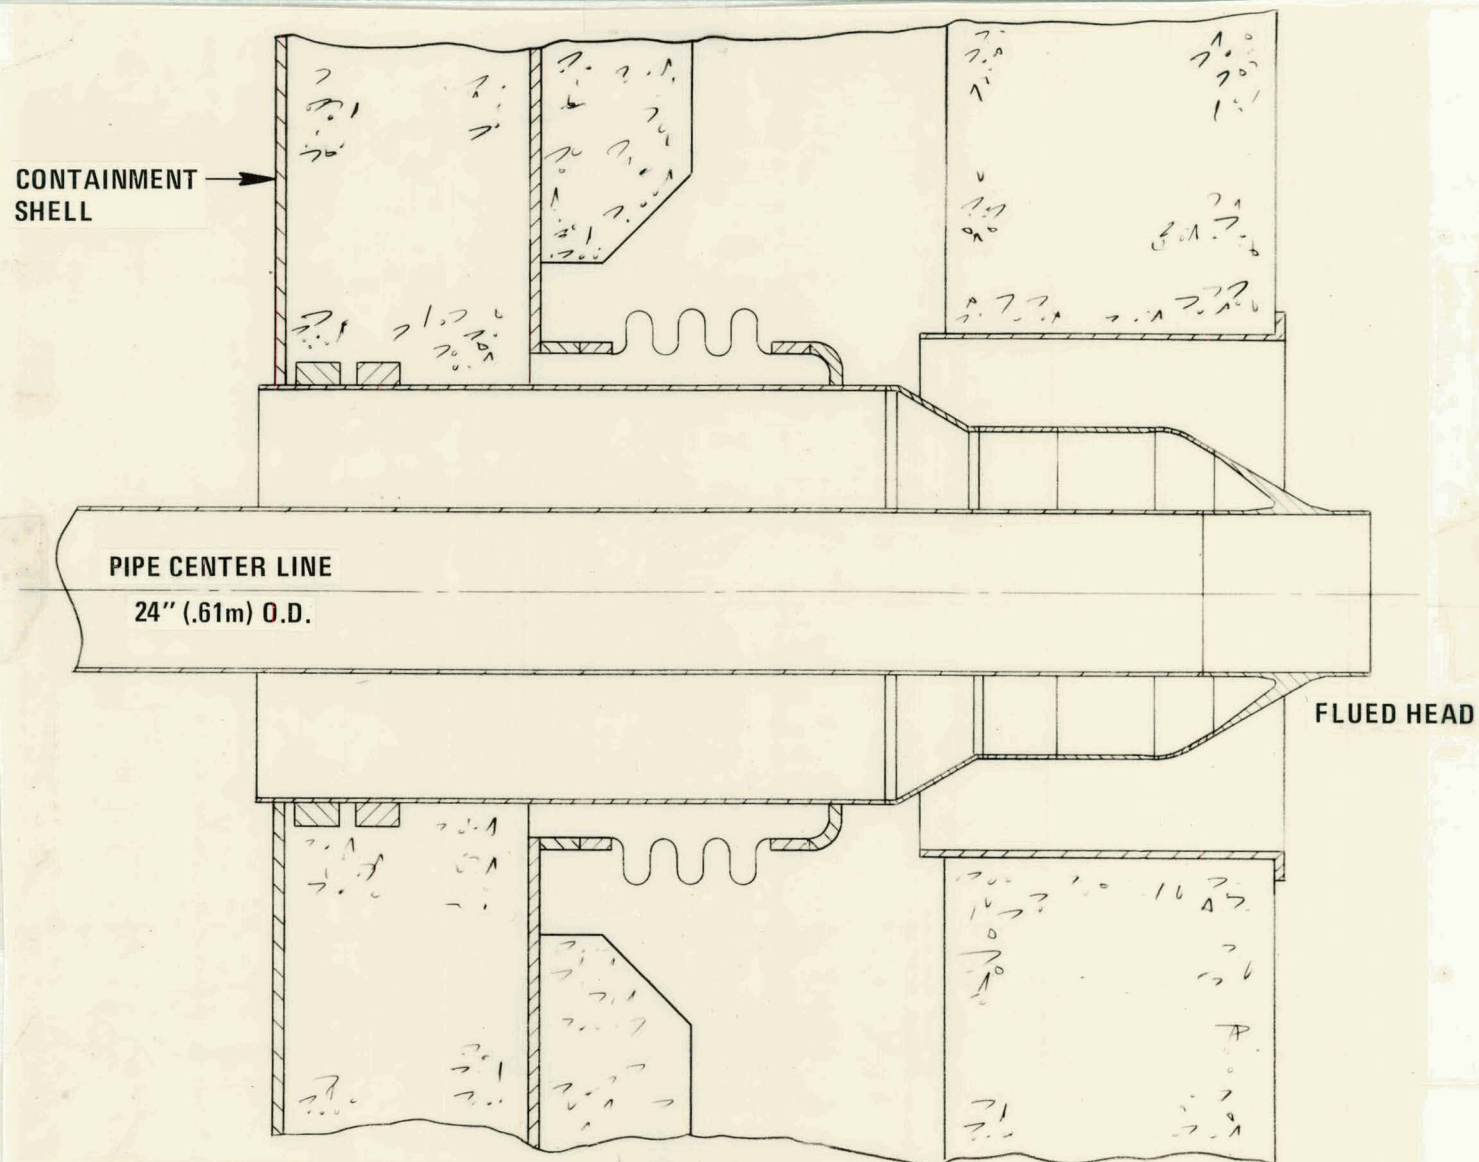 CONTAINMENT
SHELL
PIPE CENTER LINE
24" (.61m) O.D.
FLUED HEAD